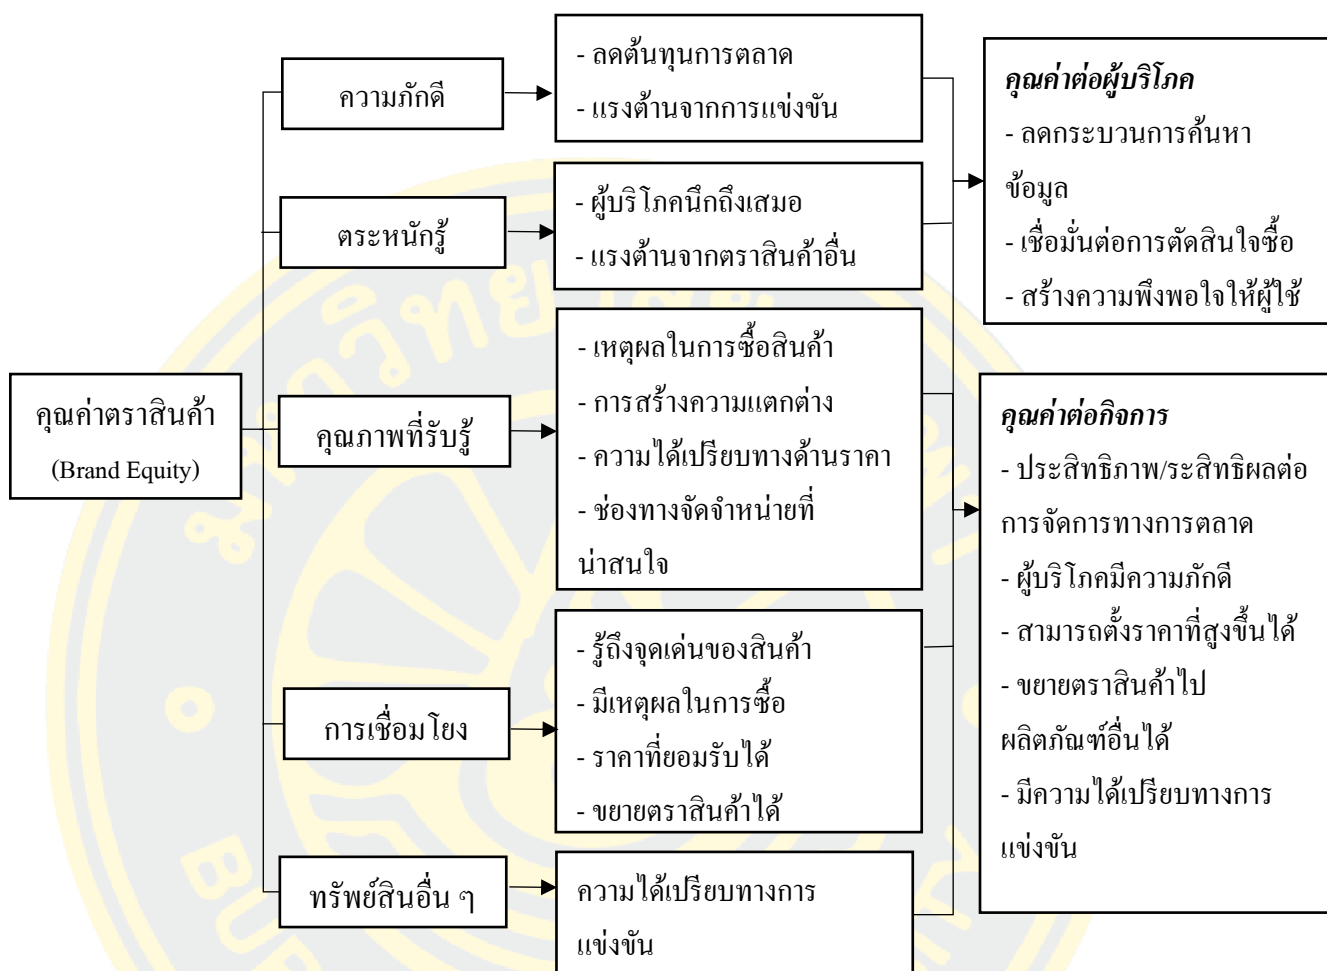 คุณค่าตราสินค้า
(Brand Equity)
ความภักดี
- ลดต้นทุนการตลาด
- แรงต้านจากการแข่งขัน
ตระหนักรู้
- ผู้บริโภคนึกถึงเสมอ
- แรงต้านจากตราสินค้าอื่น
คุณภาพที่รับรู้
- เหตุผลในการซื้อสินค้า
- การสร้างความแตกต่าง
- ความได้เปรียบทางด้านราคา
- ช่องทางจัดจำหน่ายที่
น่าสนใจ
การเชื่อมโยง
- รู้ถึงจุดเด่นของสินค้า
- มีเหตุผลในการซื้อ
- ราคาที่ยอมรับได้
- ขยายตราสินค้าได้
ทรัพย์สินอื่น ๆ
ความได้เปรียบทางการ
แข่งขัน
คุณค่าต่อผู้บริโภค
- ลดกระบวนการค้นหา
ข้อมูล
- เชื่อมั่นต่อการตัดสินใจซื้อ
- สร้างความพึงพอใจให้ผู้ใช้
คุณค่าต่อกิจการ
- ประสิทธิภาพ/ระสิทธิผลต่อ
การจัดการทางการตลาด
- ผู้บริโภคมีความภักดี
- สามารถตั้งราคาที่สูงขึ้นได้
- ขยายตราสินค้าไป
ผลิตภัณฑ์อื่นได้
- มีความได้เปรียบทางการ
แข่งขัน